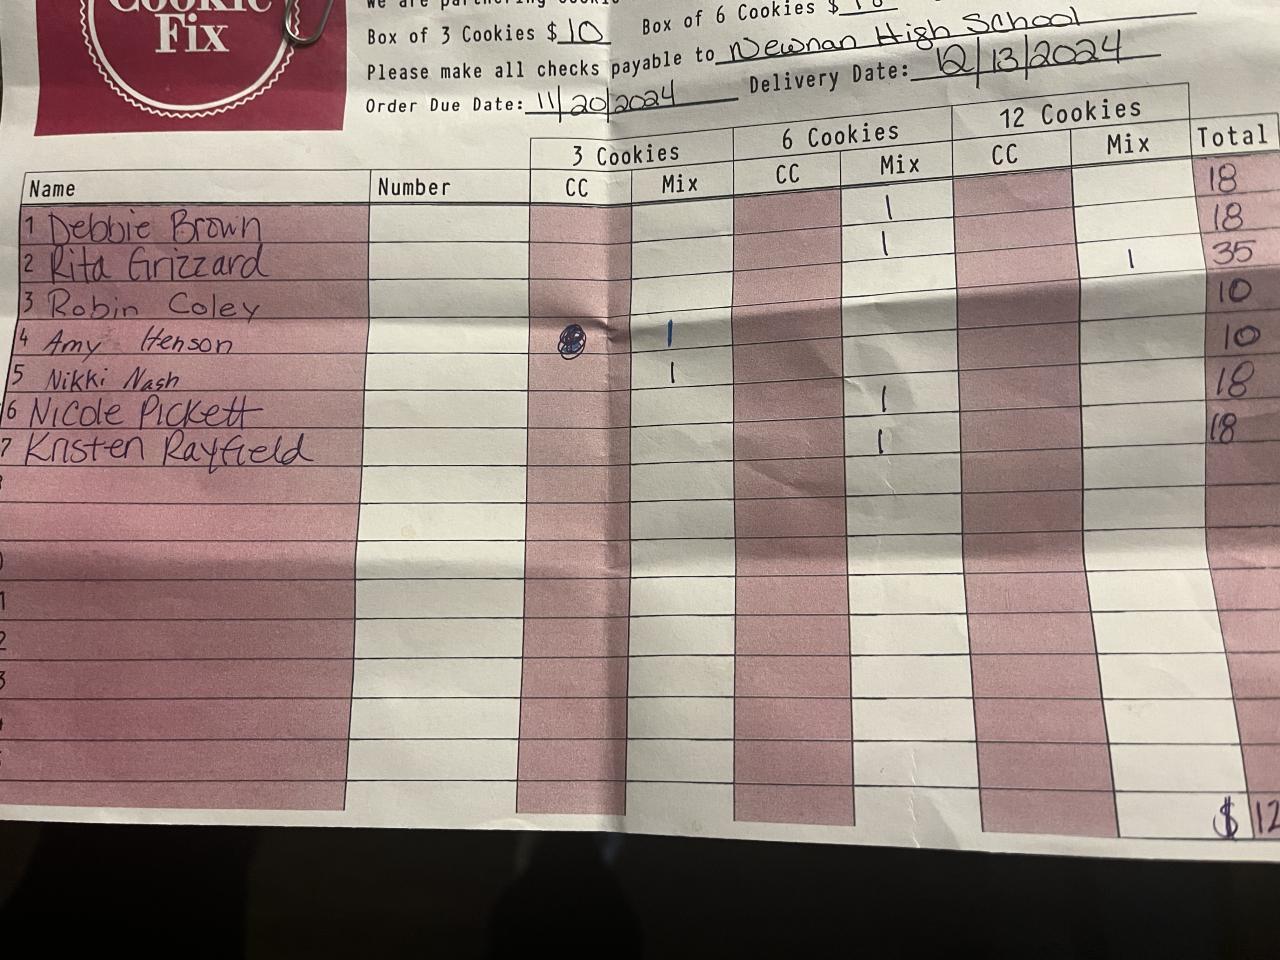 Cookie
Fix
Box of 3 Cookies $ 10 Box of 6 Cookies $
Please make all checks payable to Newnan High School
Order Due Date: 11/20/2024 Delivery Date: 12/13/2024
3 Cookies 6 Cookies 12 Cookies
Name Number CC Mix CC Mix CC Mix Total
1 Debbie Brown 1 18
2 Rita Grizzard 1 18
3 Robin Coley 1 35
4 Amy Henson 1 10
5 Nikki Nash 1 10
6 Nicole Pickett 1 18
7 Kristen Rayfield 1 18
$ 12